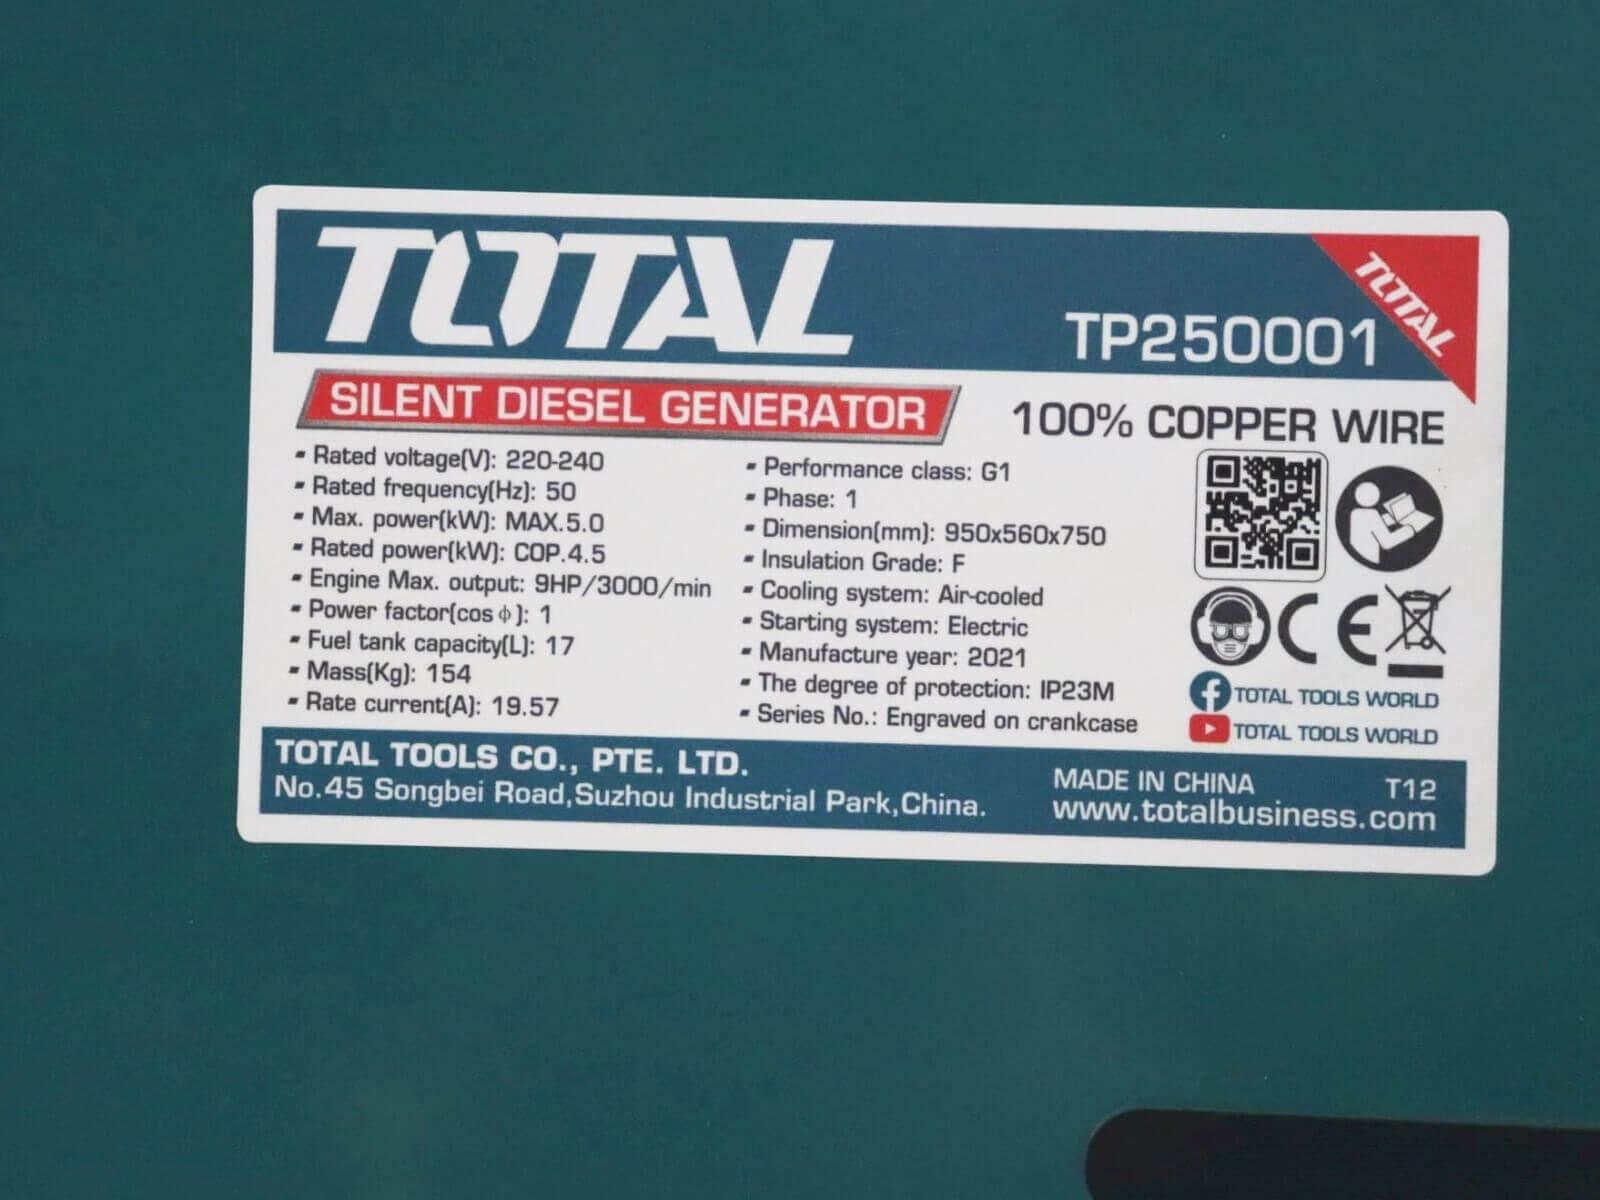 TOTAL
TOTAL
TP250001
SILENT DIESEL GENERATOR
100% COPPER WIRE
▪ Rated voltage(V): 220-240
▪ Rated frequency(Hz): 50
▪ Max. power(kW): MAX.5.0
▪ Rated power(kW): COP.4.5
▪ Engine Max. output: 9HP/3000/min
▪ Power factor(cos ϕ): 1
▪ Fuel tank capacity(L): 17
▪ Mass(Kg): 154
▪ Rate current(A): 19.57
▪ Performance class: G1
▪ Phase: 1
▪ Dimension(mm): 950x560x750
▪ Insulation Grade: F
▪ Cooling system: Air-cooled
▪ Starting system: Electric
▪ Manufacture year: 2021
▪ The degree of protection: IP23M
▪ Series No.: Engraved on crankcase
CE
TOTAL TOOLS WORLD
TOTAL TOOLS WORLD
TOTAL TOOLS CO., PTE. LTD.
No.45 Songbei Road,Suzhou Industrial Park,China.
MADE IN CHINA T12
www.totalbusiness.com